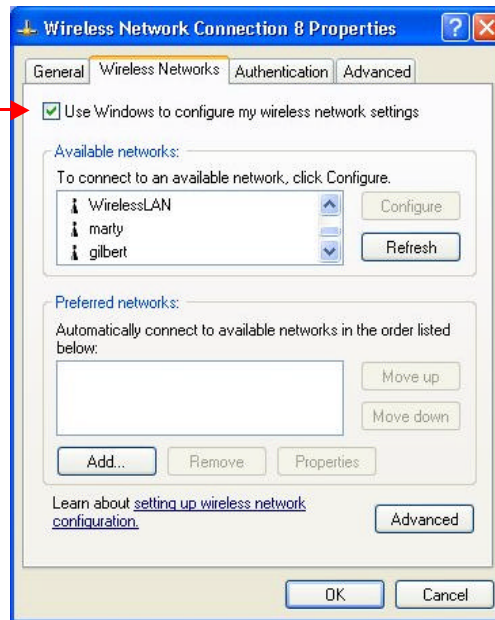 Wireless Network Connection 8 Properties
General Wireless Networks Authentication Advanced
Use Windows to configure my wireless network settings
Available networks:
To connect to an available network, click Configure.
WirelessLAN
marty
gilbert
Configure
Refresh
Preferred networks:
Automatically connect to available networks in the order listed
below:
Move up
Move down
Add... Remove Properties
Learn about setting up wireless network
configuration.
Advanced
OK Cancel